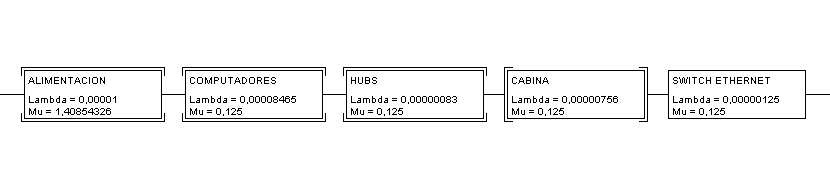 ALIMENTACION
Lambda = 0,00001
Mu = 1,40854326
COMPUTADORES
Lambda = 0,00008465
Mu = 0,125
HUBS
Lambda = 0,00000083
Mu = 0,125
CABINA
Lambda = 0,00000756
Mu = 0,125
SWITCH ETHERNET
Lambda = 0,00000125
Mu = 0,125